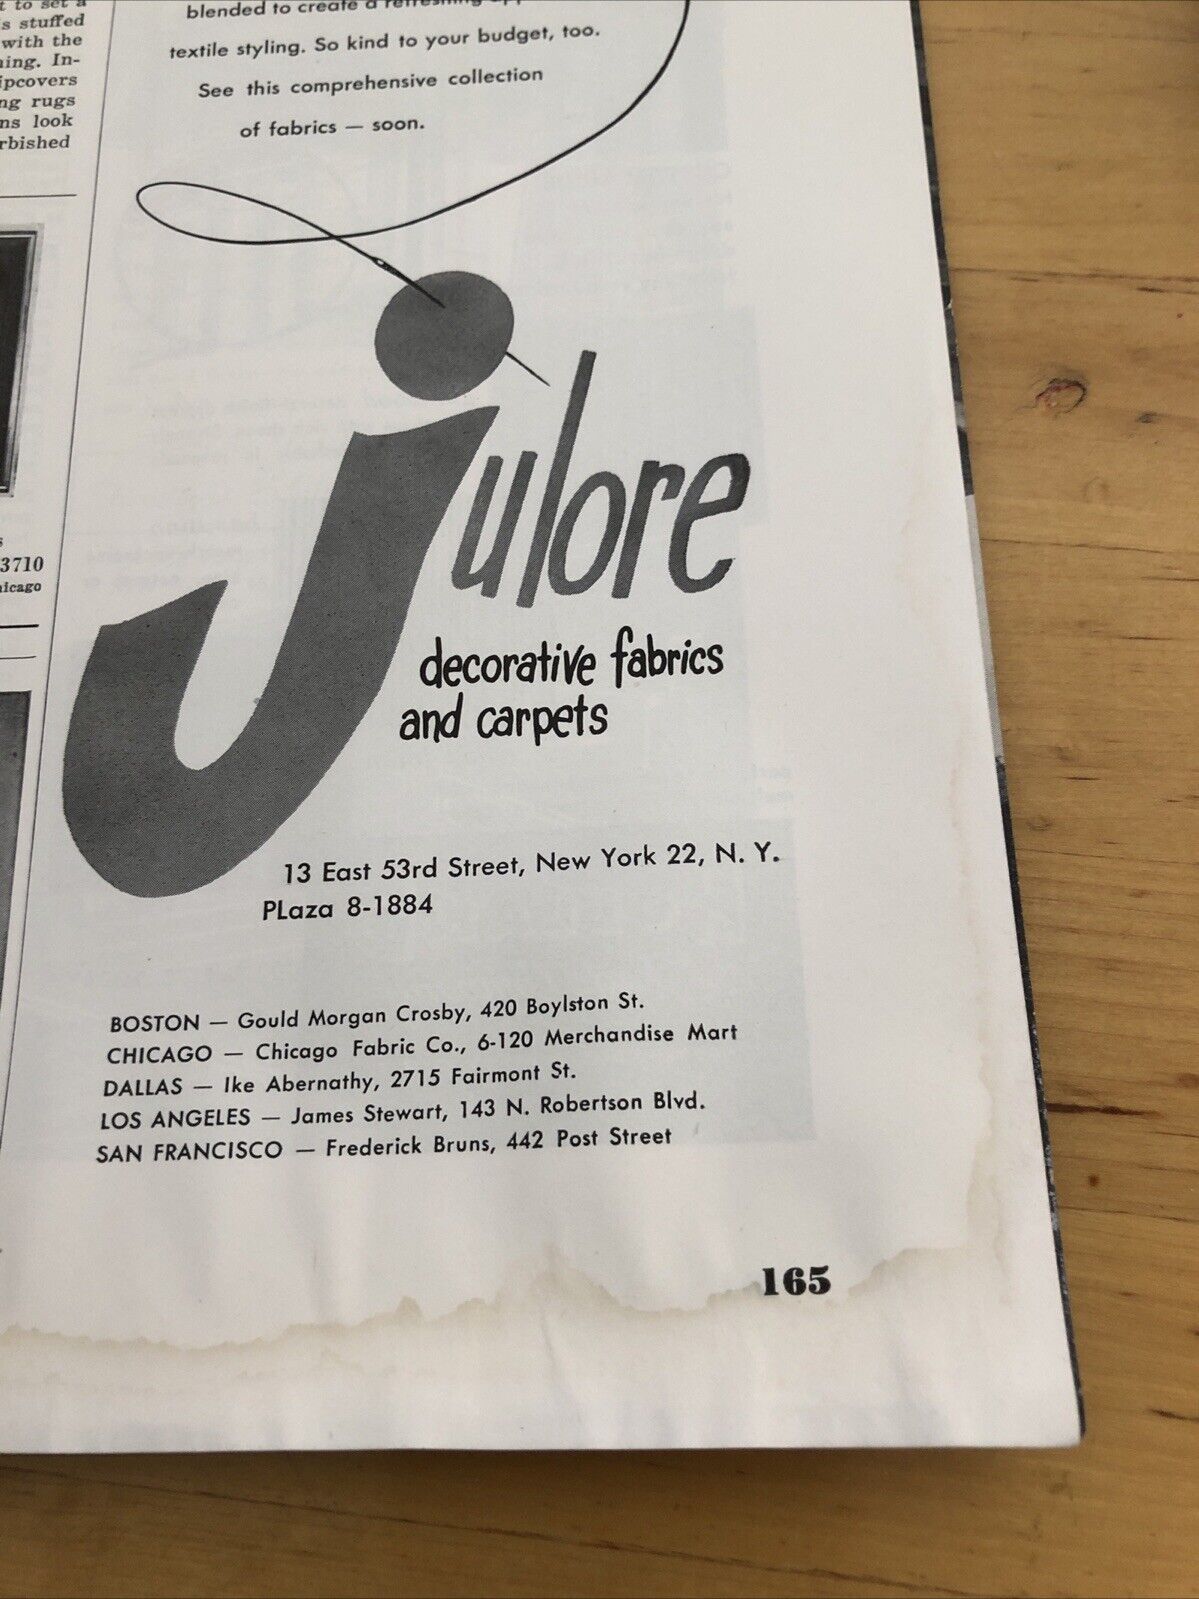 t to set a
s stuffed
with the
ing. In-
ipcovers
ng rugs
ns look
rbished
3710
icago
blended to create a refreshing
textile styling. So kind to your budget, too.
See this comprehensive collection
of fabrics — soon.
julore
decorative fabrics
and carpets
13 East 53rd Street, New York 22, N. Y.
PLaza 8-1884
BOSTON — Gould Morgan Crosby, 420 Boylston St.
CHICAGO — Chicago Fabric Co., 6-120 Merchandise Mart
DALLAS — Ike Abernathy, 2715 Fairmont St.
LOS ANGELES — James Stewart, 143 N. Robertson Blvd.
SAN FRANCISCO — Frederick Bruns, 442 Post Street
165